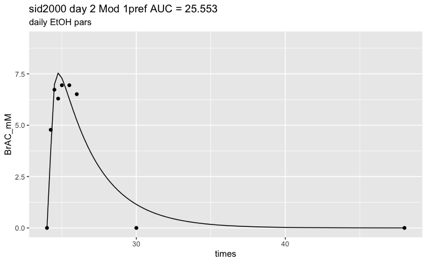 sid2000 day 2 Mod 1pref AUC = 25.553
daily EtOH pars
BrAC_mM
7.5
5.0
2.5
0.0
30
40
times